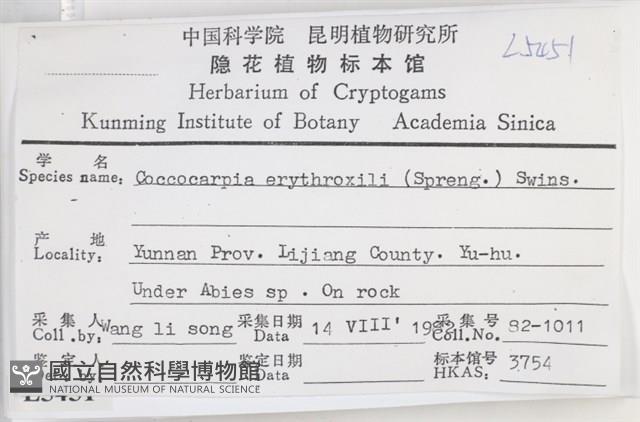 中国科学院 昆明植物研究所
L5451
隐花植物标本馆
Herbarium of Cryptogams
Kunming Institute of Botany Academia Sinica
学 名
Species name: Coccocarpia erythroxili (Spreng.) Swins.
产 地
Locality: Yunnan Prov. Lijiang County. Yu-hu.
Under Abies sp . On rock
采集人 采集日期 采集号
Coll .by: Wang li song Data 14 VIII' Coll.No. 82-1011
鉴定人 鉴定日期 标本馆号
Data HKAS: 3754
國立自然科學博物館
NATIONAL MUSEUM OF NATURAL SCIENCE
L5451